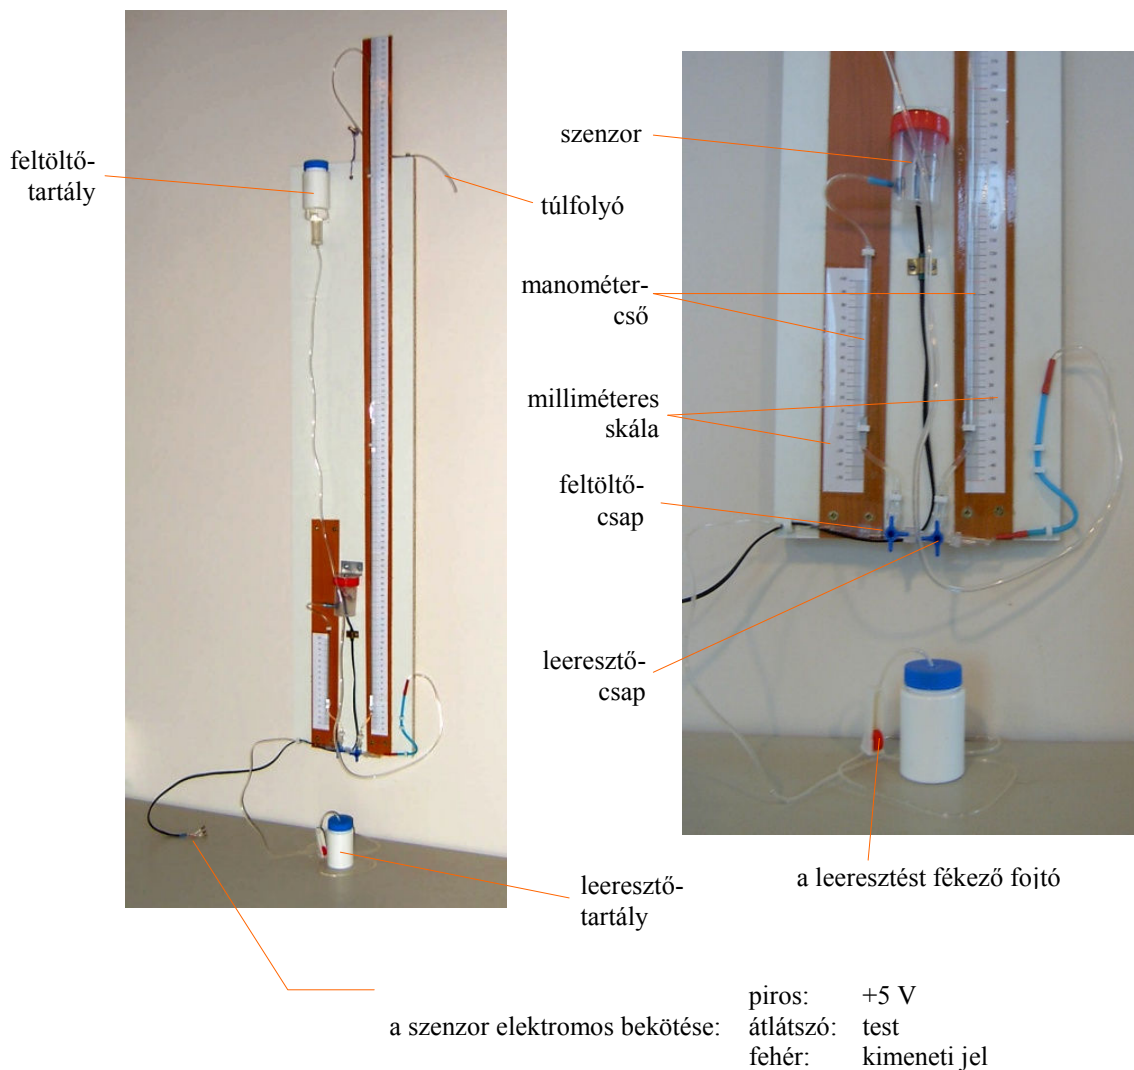 feltöltő-
tartály
szenzor
túlfolyó
manométer-
cső
milliméteres
skála
feltöltő-
csap
leeresztő-
csap
leeresztő-
tartály
a leeresztést fékező fojtó
a szenzor elektromos bekötése:
piros: +5 V
átlátszó: test
fehér: kimeneti jel